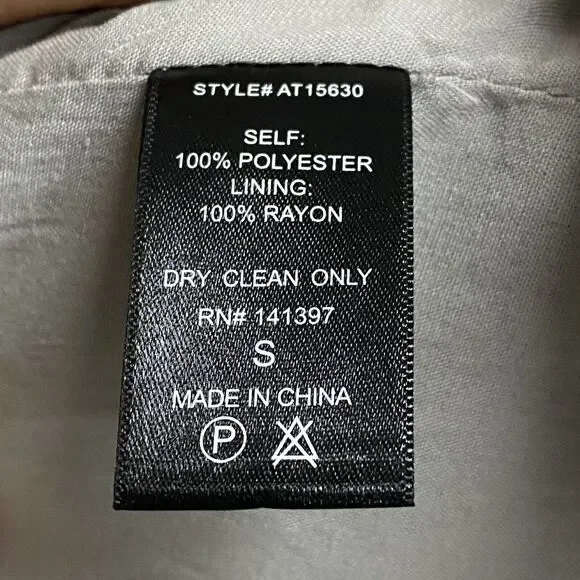 STYLE# AT15630
SELF:
100% POLYESTER
LINING:
100% RAYON
DRY CLEAN ONLY
RN# 141397
S
MADE IN CHINA
P